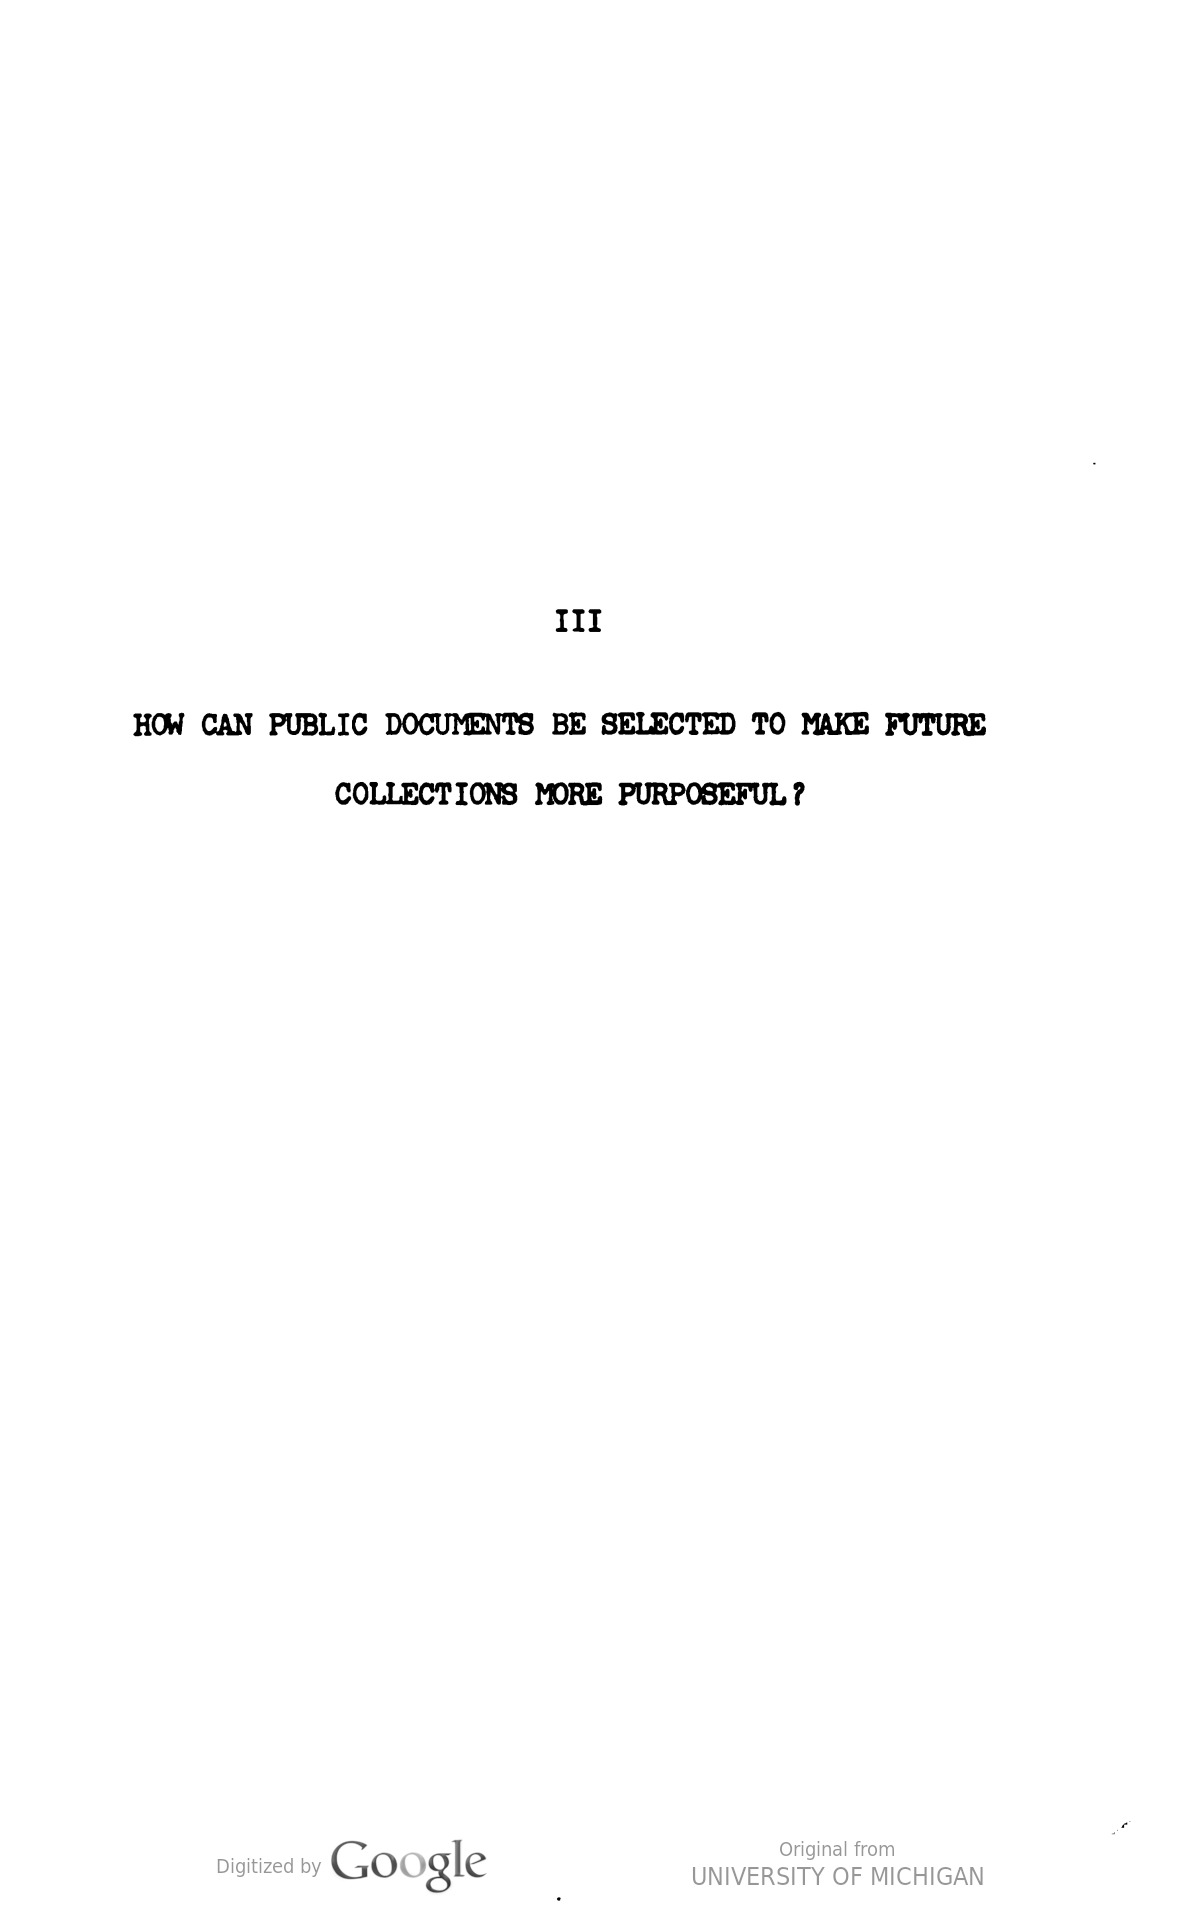 III
HOW CAN PUBLIC DOCUMENTS BE SELECTED TO MAKE FUTURE
COLLECTIONS MORE PURPOSEFUL?
Digitized by Google
Original from
UNIVERSITY OF MICHIGAN